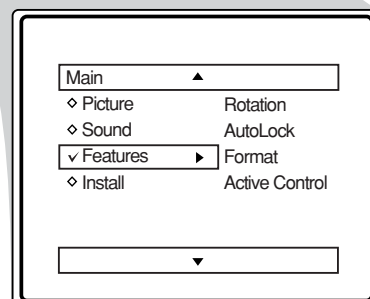 Main
Picture Rotation
Sound AutoLock
Features Format
Install Active Control